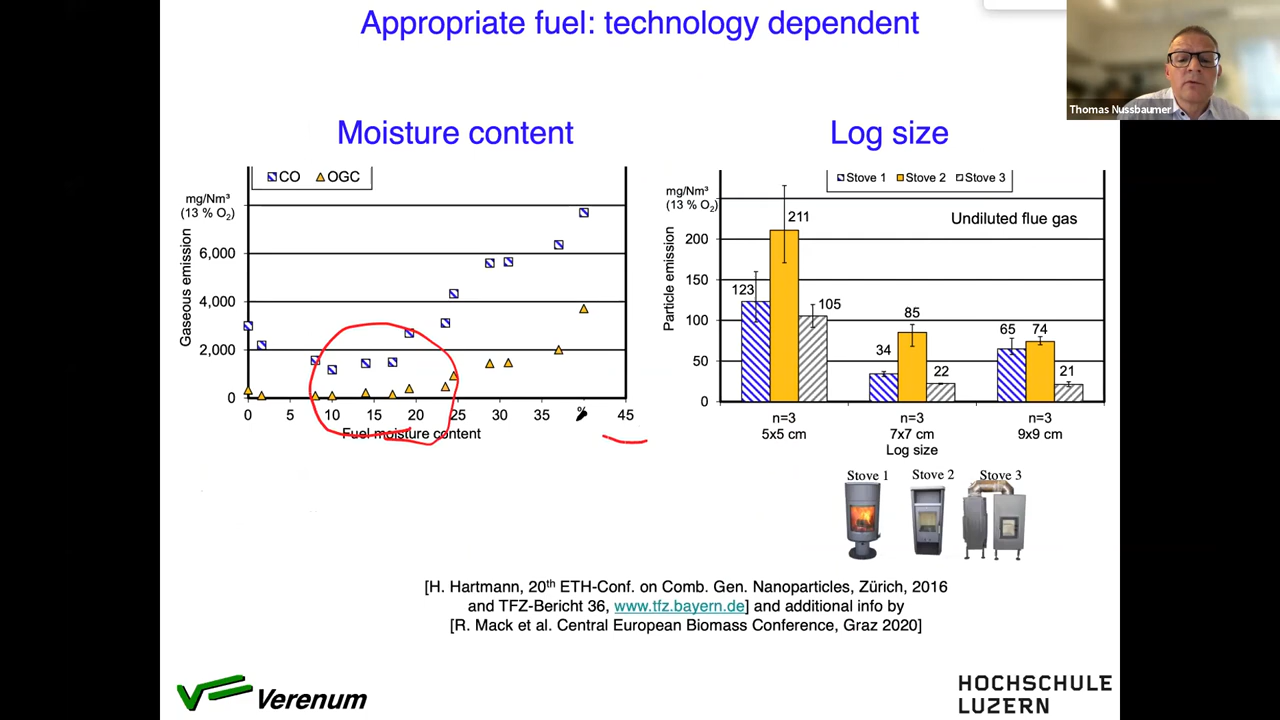 Appropriate fuel: technology dependent
Thomas Nussbaumer
Moisture content
CO OGC
mg/Nm³
(13 % O₂)
Gaseous emission
6,000
4,000
2,000
0
0 5 10 15 20 25 30 35 % 45
Fuel moisture content
Log size
Stove 1 Stove 2 Stove 3
mg/Nm³
(13 % O₂)
Undiluted flue gas
Particle emission
200
150
100
50
0
123 211 105
34 85 22
65 74 21
n=3 n=3 n=3
5x5 cm 7x7 cm 9x9 cm
Log size
Stove 1 Stove 2 Stove 3
[H. Hartmann, 20th ETH-Conf. on Comb. Gen. Nanoparticles, Zürich, 2016
and TFZ-Bericht 36, www.tfz.bayern.de] and additional info by
[R. Mack et al. Central European Biomass Conference, Graz 2020]
Verenum
HOCHSCHULE
LUZERN